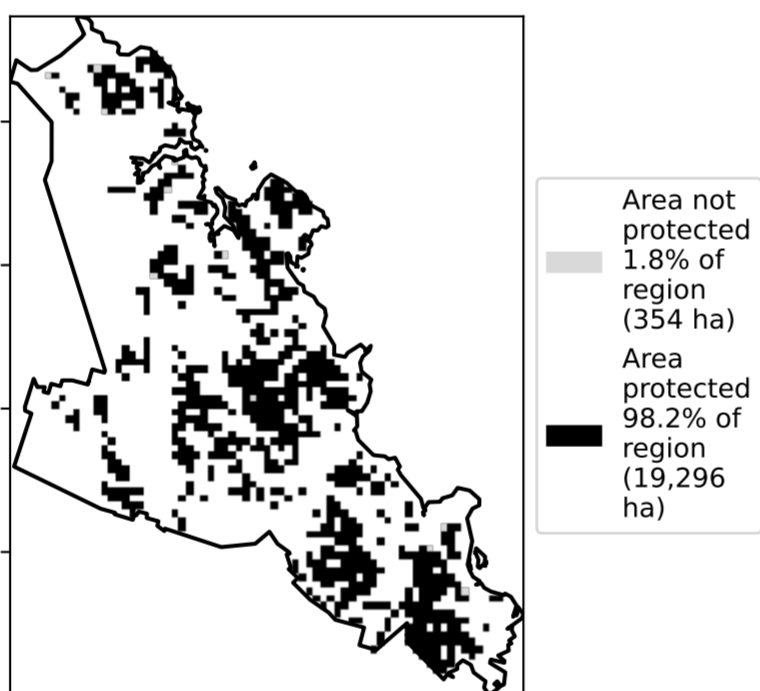 Area not
protected
1.8% of
region
(354 ha)
Area
protected
98.2% of
region
(19,296
ha)